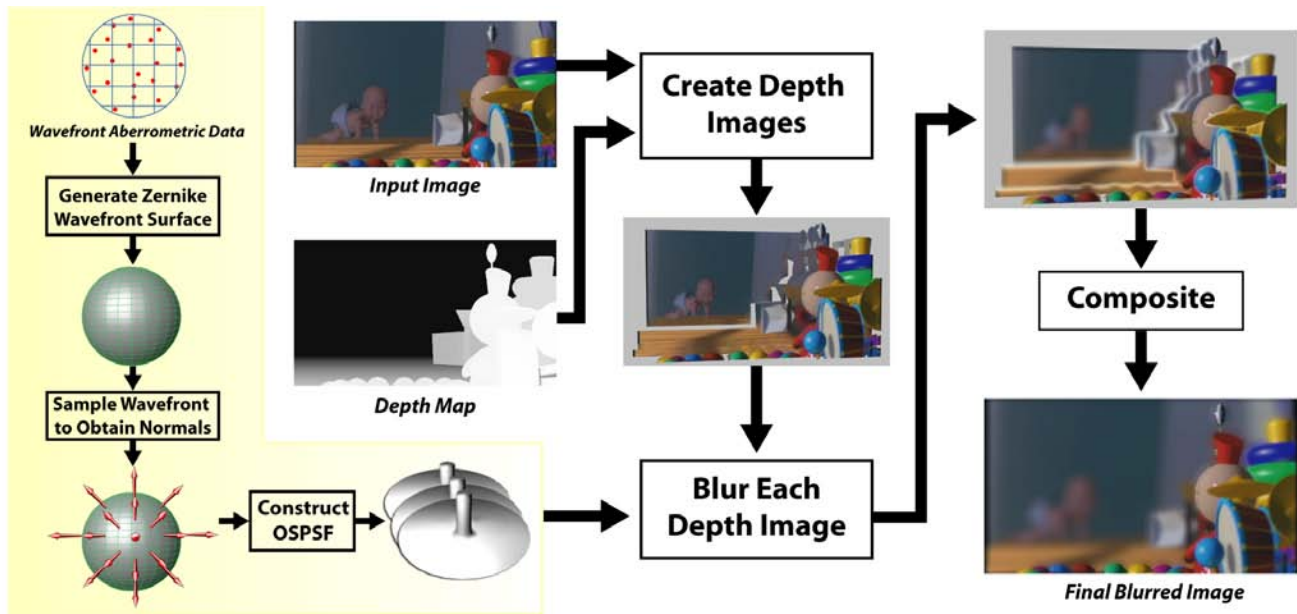 Wavefront Aberrometric Data
Generate Zernike
Wavefront Surface
Sample Wavefront
to Obtain Normals
Construct
OSPSF
Input Image
Depth Map
Create Depth
Images
Blur Each
Depth Image
Composite
Final Blurred Image